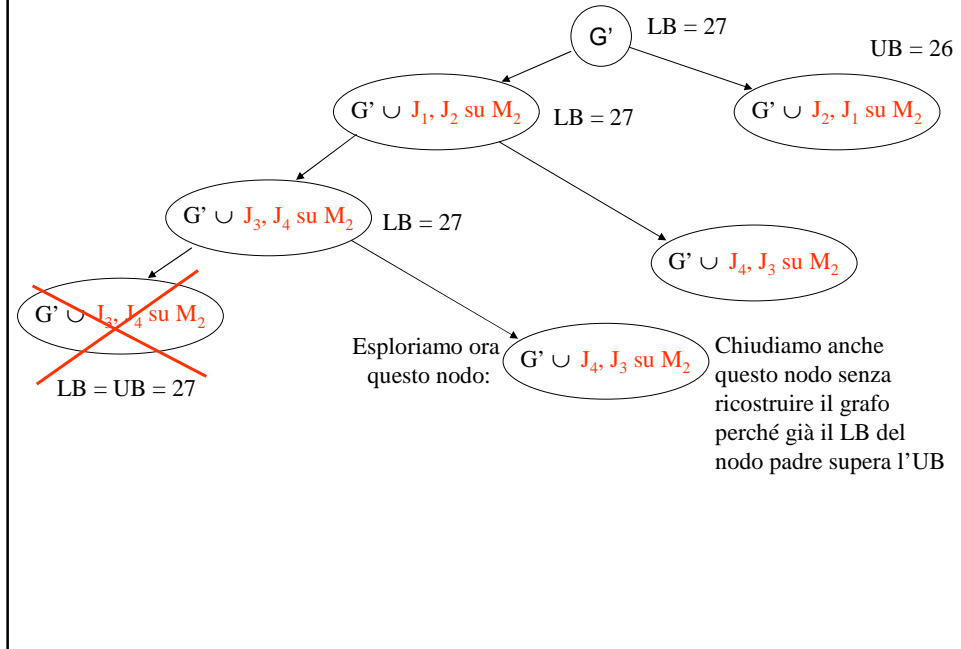 G’ LB = 27
UB = 26
G’ ∪ J₁, J₂ su M₂ LB = 27
G’ ∪ J₂, J₁ su M₂
G’ ∪ J₃, J₄ su M₂ LB = 27
G’ ∪ J₄, J₃ su M₂
G’ ∪ J₃, J₄ su M₂
LB = UB = 27
Esploriamo ora
questo nodo:
G’ ∪ J₄, J₃ su M₂
Chiudiamo anche
questo nodo senza
ricostruire il grafo
perché già il LB del
nodo padre supera l’UB